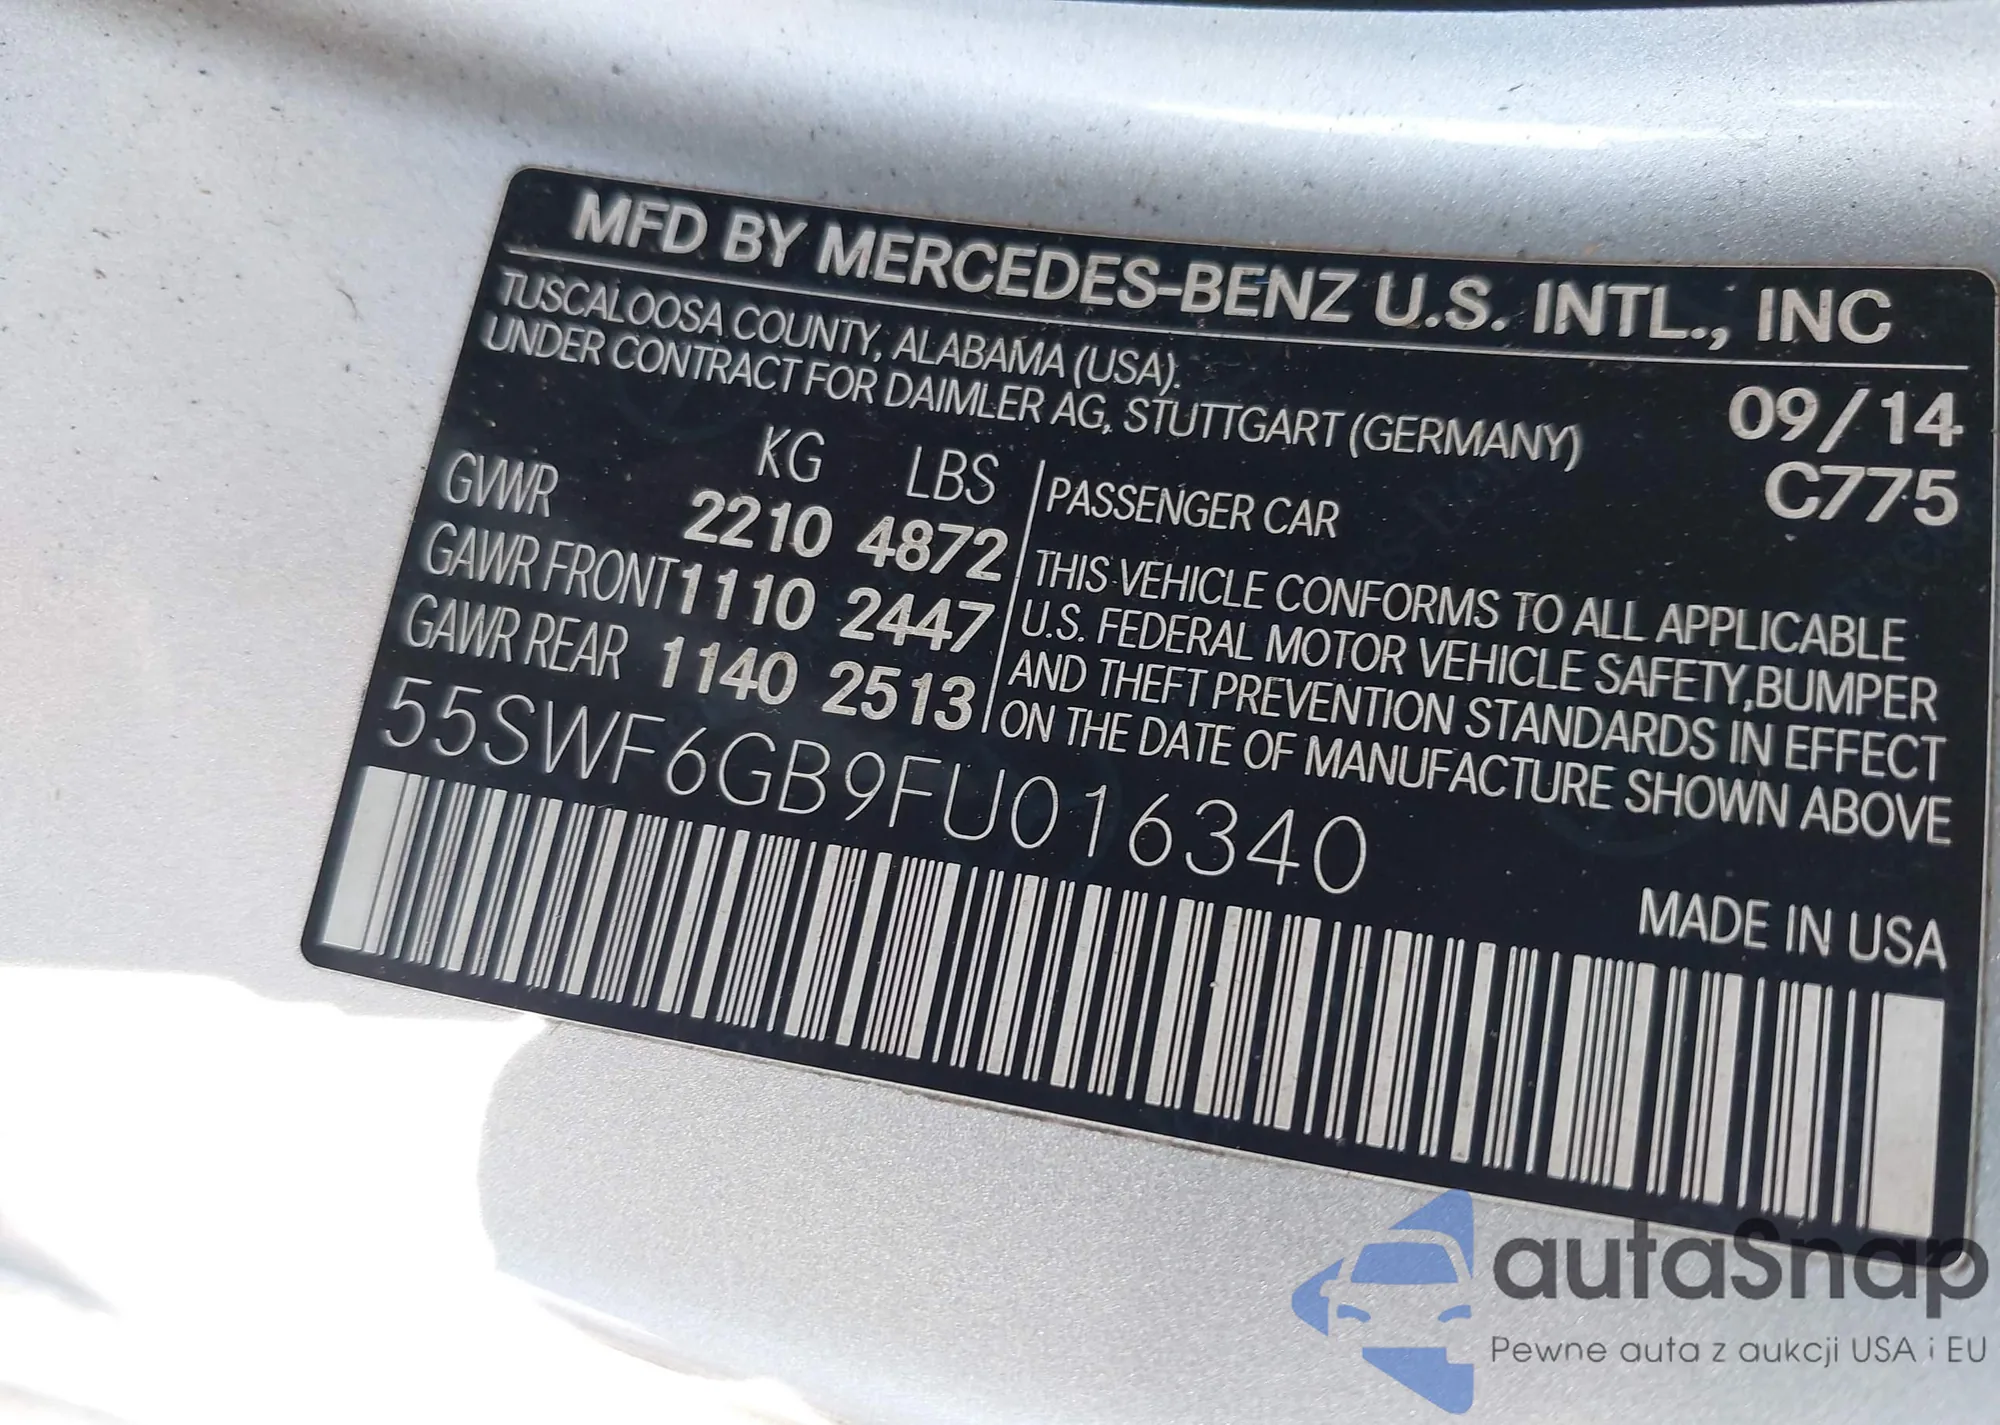 MFD BY MERCEDES-BENZ U.S. INTL., INC
TUSCALOOSA COUNTY, ALABAMA (USA).
UNDER CONTRACT FOR DAIMLER AG, STUTTGART (GERMANY)
09/14
C775
KG LBS
GVWR 2210 4872
GAWR FRONT 1110 2447
GAWR REAR 1140 2513
PASSENGER CAR
THIS VEHICLE CONFORMS TO ALL APPLICABLE
U.S. FEDERAL MOTOR VEHICLE SAFETY,BUMPER
AND THEFT PREVENTION STANDARDS IN EFFECT
ON THE DATE OF MANUFACTURE SHOWN ABOVE
55SWF6GB9FU016340
MADE IN USA
autaSnap
Pewne auta z aukcji USA i EU